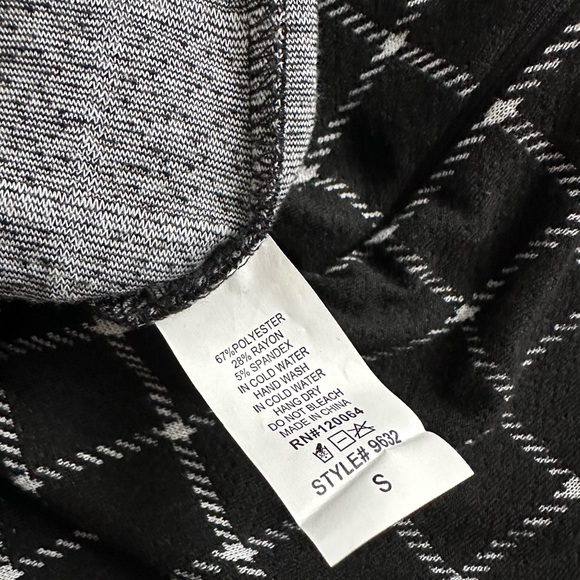 67%POLYESTER
28% RAYON
5% SPANDEX
IN COLD WATER
HAND WASH
IN COLD WATER
HANG DRY
DO NOT BLEACH
MADE IN CHINA
RN#120064
STYLE# 9632
S